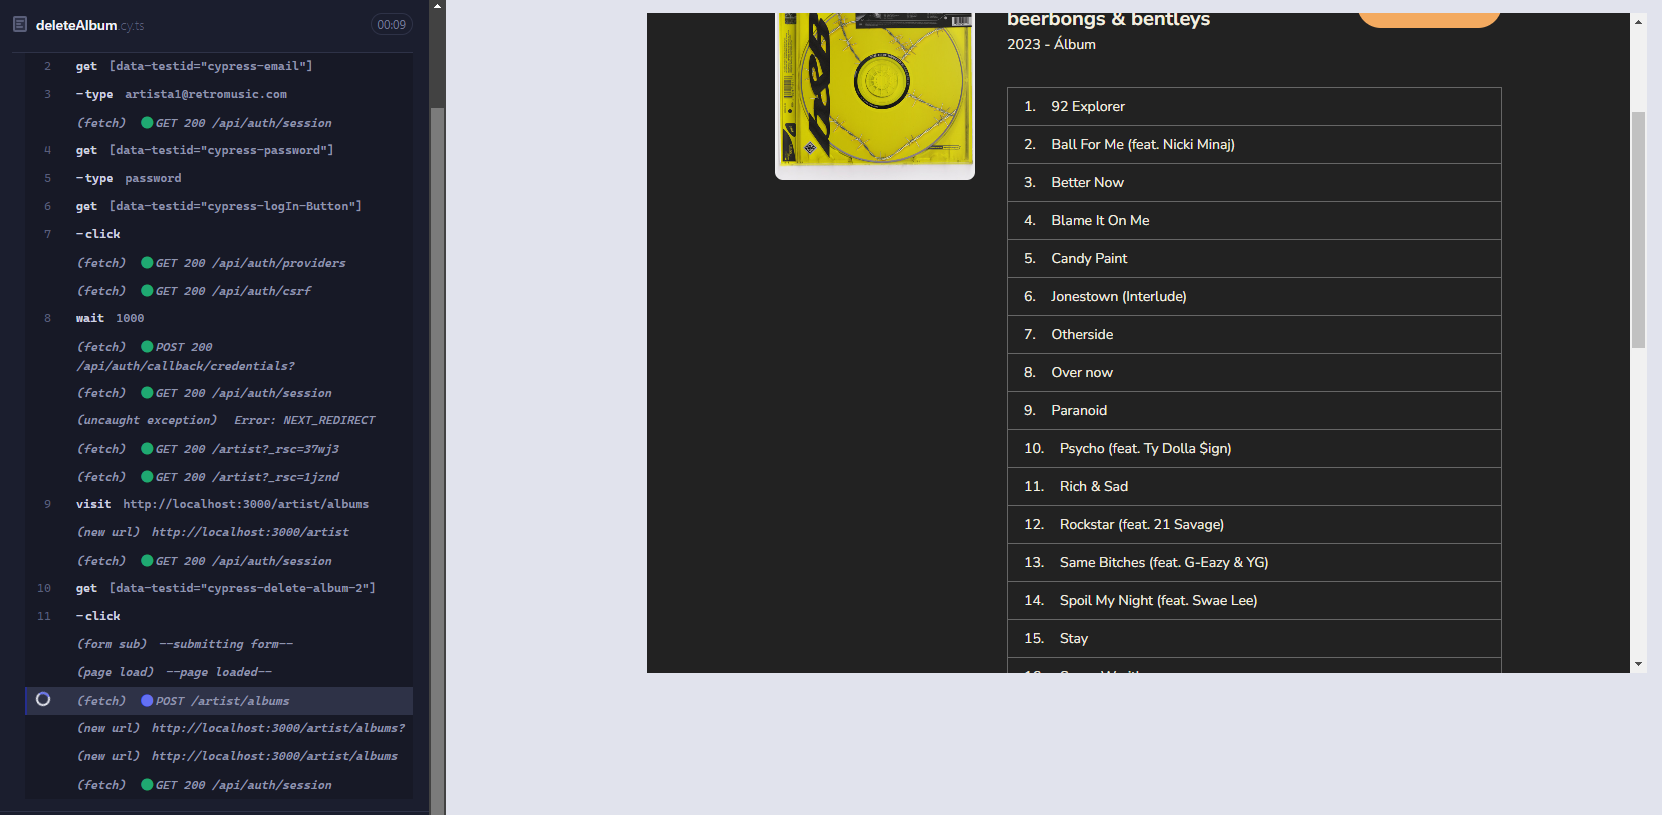 deleteAlbum.cy.ts 00:09
2 get [data-testid="cypress-email"]
3 -type artista1@retromusic.com
(fetch) GET 200 /api/auth/session
4 get [data-testid="cypress-password"]
5 -type password
6 get [data-testid="cypress-logIn-Button"]
7 -click
(fetch) GET 200 /api/auth/providers
(fetch) GET 200 /api/auth/csrf
8 wait 1000
(fetch) POST 200
/api/auth/callback/credentials?
(fetch) GET 200 /api/auth/session
(uncaught exception) Error: NEXT_REDIRECT
(fetch) GET 200 /artist?_rsc=37wj3
(fetch) GET 200 /artist?_rsc=1jznd
9 visit http://localhost:3000/artist/albums
(new url) http://localhost:3000/artist
(fetch) GET 200 /api/auth/session
10 get [data-testid="cypress-delete-album-2"]
11 -click
(form sub) --submitting form--
(page load) --page loaded--
(fetch) POST /artist/albums
(new url) http://localhost:3000/artist/albums?
(new url) http://localhost:3000/artist/albums
(fetch) GET 200 /api/auth/session
beerbongs & bentleys
2023 - Álbum
1. 92 Explorer
2. Ball For Me (feat. Nicki Minaj)
3. Better Now
4. Blame It On Me
5. Candy Paint
6. Jonestown (Interlude)
7. Otherside
8. Over now
9. Paranoid
10. Psycho (feat. Ty Dolla $ign)
11. Rich & Sad
12. Rockstar (feat. 21 Savage)
13. Same Bitches (feat. G-Eazy & YG)
14. Spoil My Night (feat. Swae Lee)
15. Stay